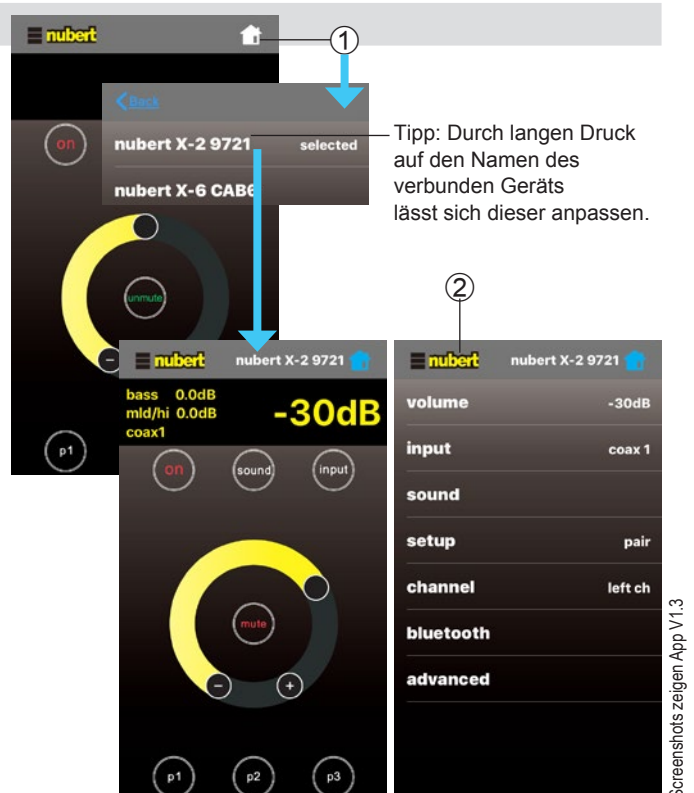 nubert
1
Back
on
nubert X-2 9721 selected
nubert X-6 CAB6
Tipp: Durch langen Druck
auf den Namen des
verbunden Geräts
lässt sich dieser anpassen.
unmute
−
p1
nubert nubert X-2 9721
bass 0.0dB
mld/hi 0.0dB
coax1
-30dB
on sound input
mute
− +
p1 p2 p3
2
nubert nubert X-2 9721
volume -30dB
input coax 1
sound
setup pair
channel left ch
bluetooth
advanced
Screenshots zeigen App V1.3